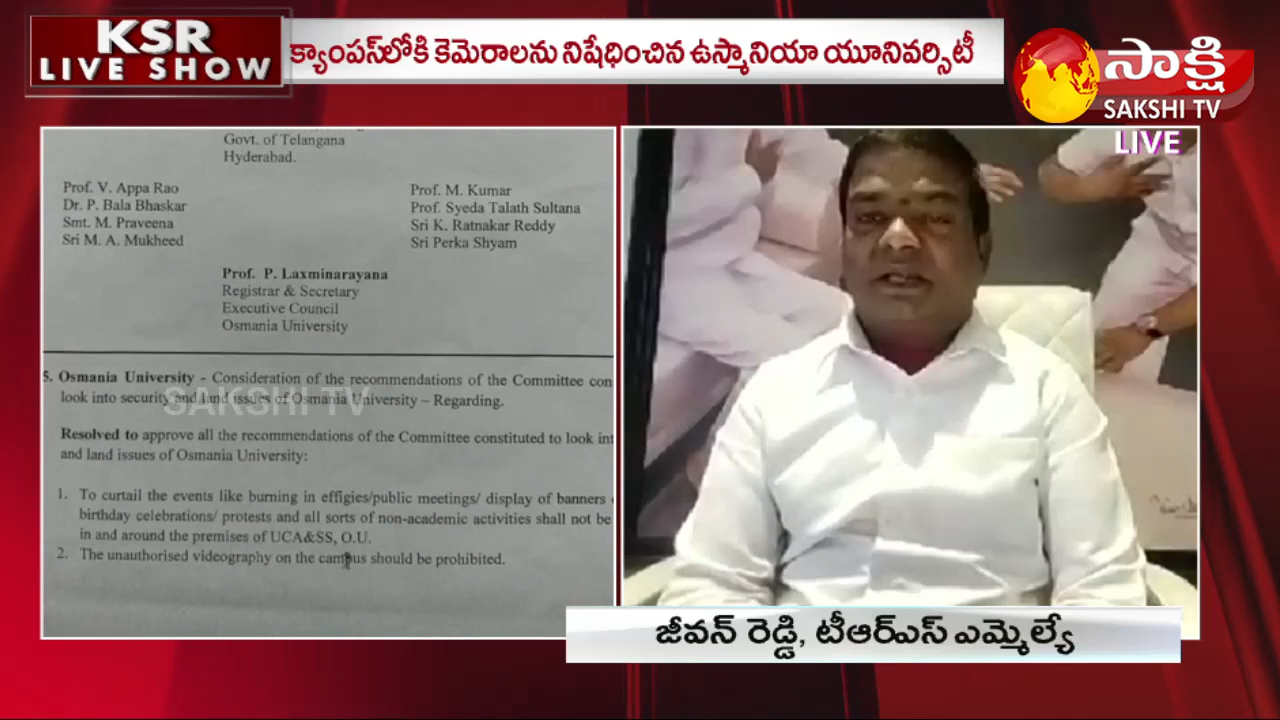 KSR
LIVE SHOW
క్యాంపస్‌లోకి కెమెరాలను నిషేధించిన ఉస్మానియా యూనివర్సిటీ
సాక్షి
SAKSHI TV
LIVE
Govt. of Telangana
Hyderabad.
Prof. V. Appa Rao
Dr. P. Bala Bhaskar
Smt. M. Praveena
Sri M. A. Mukheed
Prof. M. Kumar
Prof. Syeda Talath Sultana
Sri K. Ratnakar Reddy
Sri Perka Shyam
Prof. P. Laxminarayana
Registrar & Secretary
Executive Council
Osmania University
5. Osmania University - Consideration of the recommendations of the Committee con
look into security and land issues of Osmania University – Regarding.
SAKSHI TV
Resolved to approve all the recommendations of the Committee constituted to look int
and land issues of Osmania University:
1. To curtail the events like burning in effigies/public meetings/ display of banners
birthday celebrations/ protests and all sorts of non-academic activities shall not be
in and around the premises of UCA&SS, O.U.
2. The unauthorised videography on the campus should be prohibited.
జీవన్ రెడ్డి, టీఆర్ఎస్ ఎమ్మెల్యే